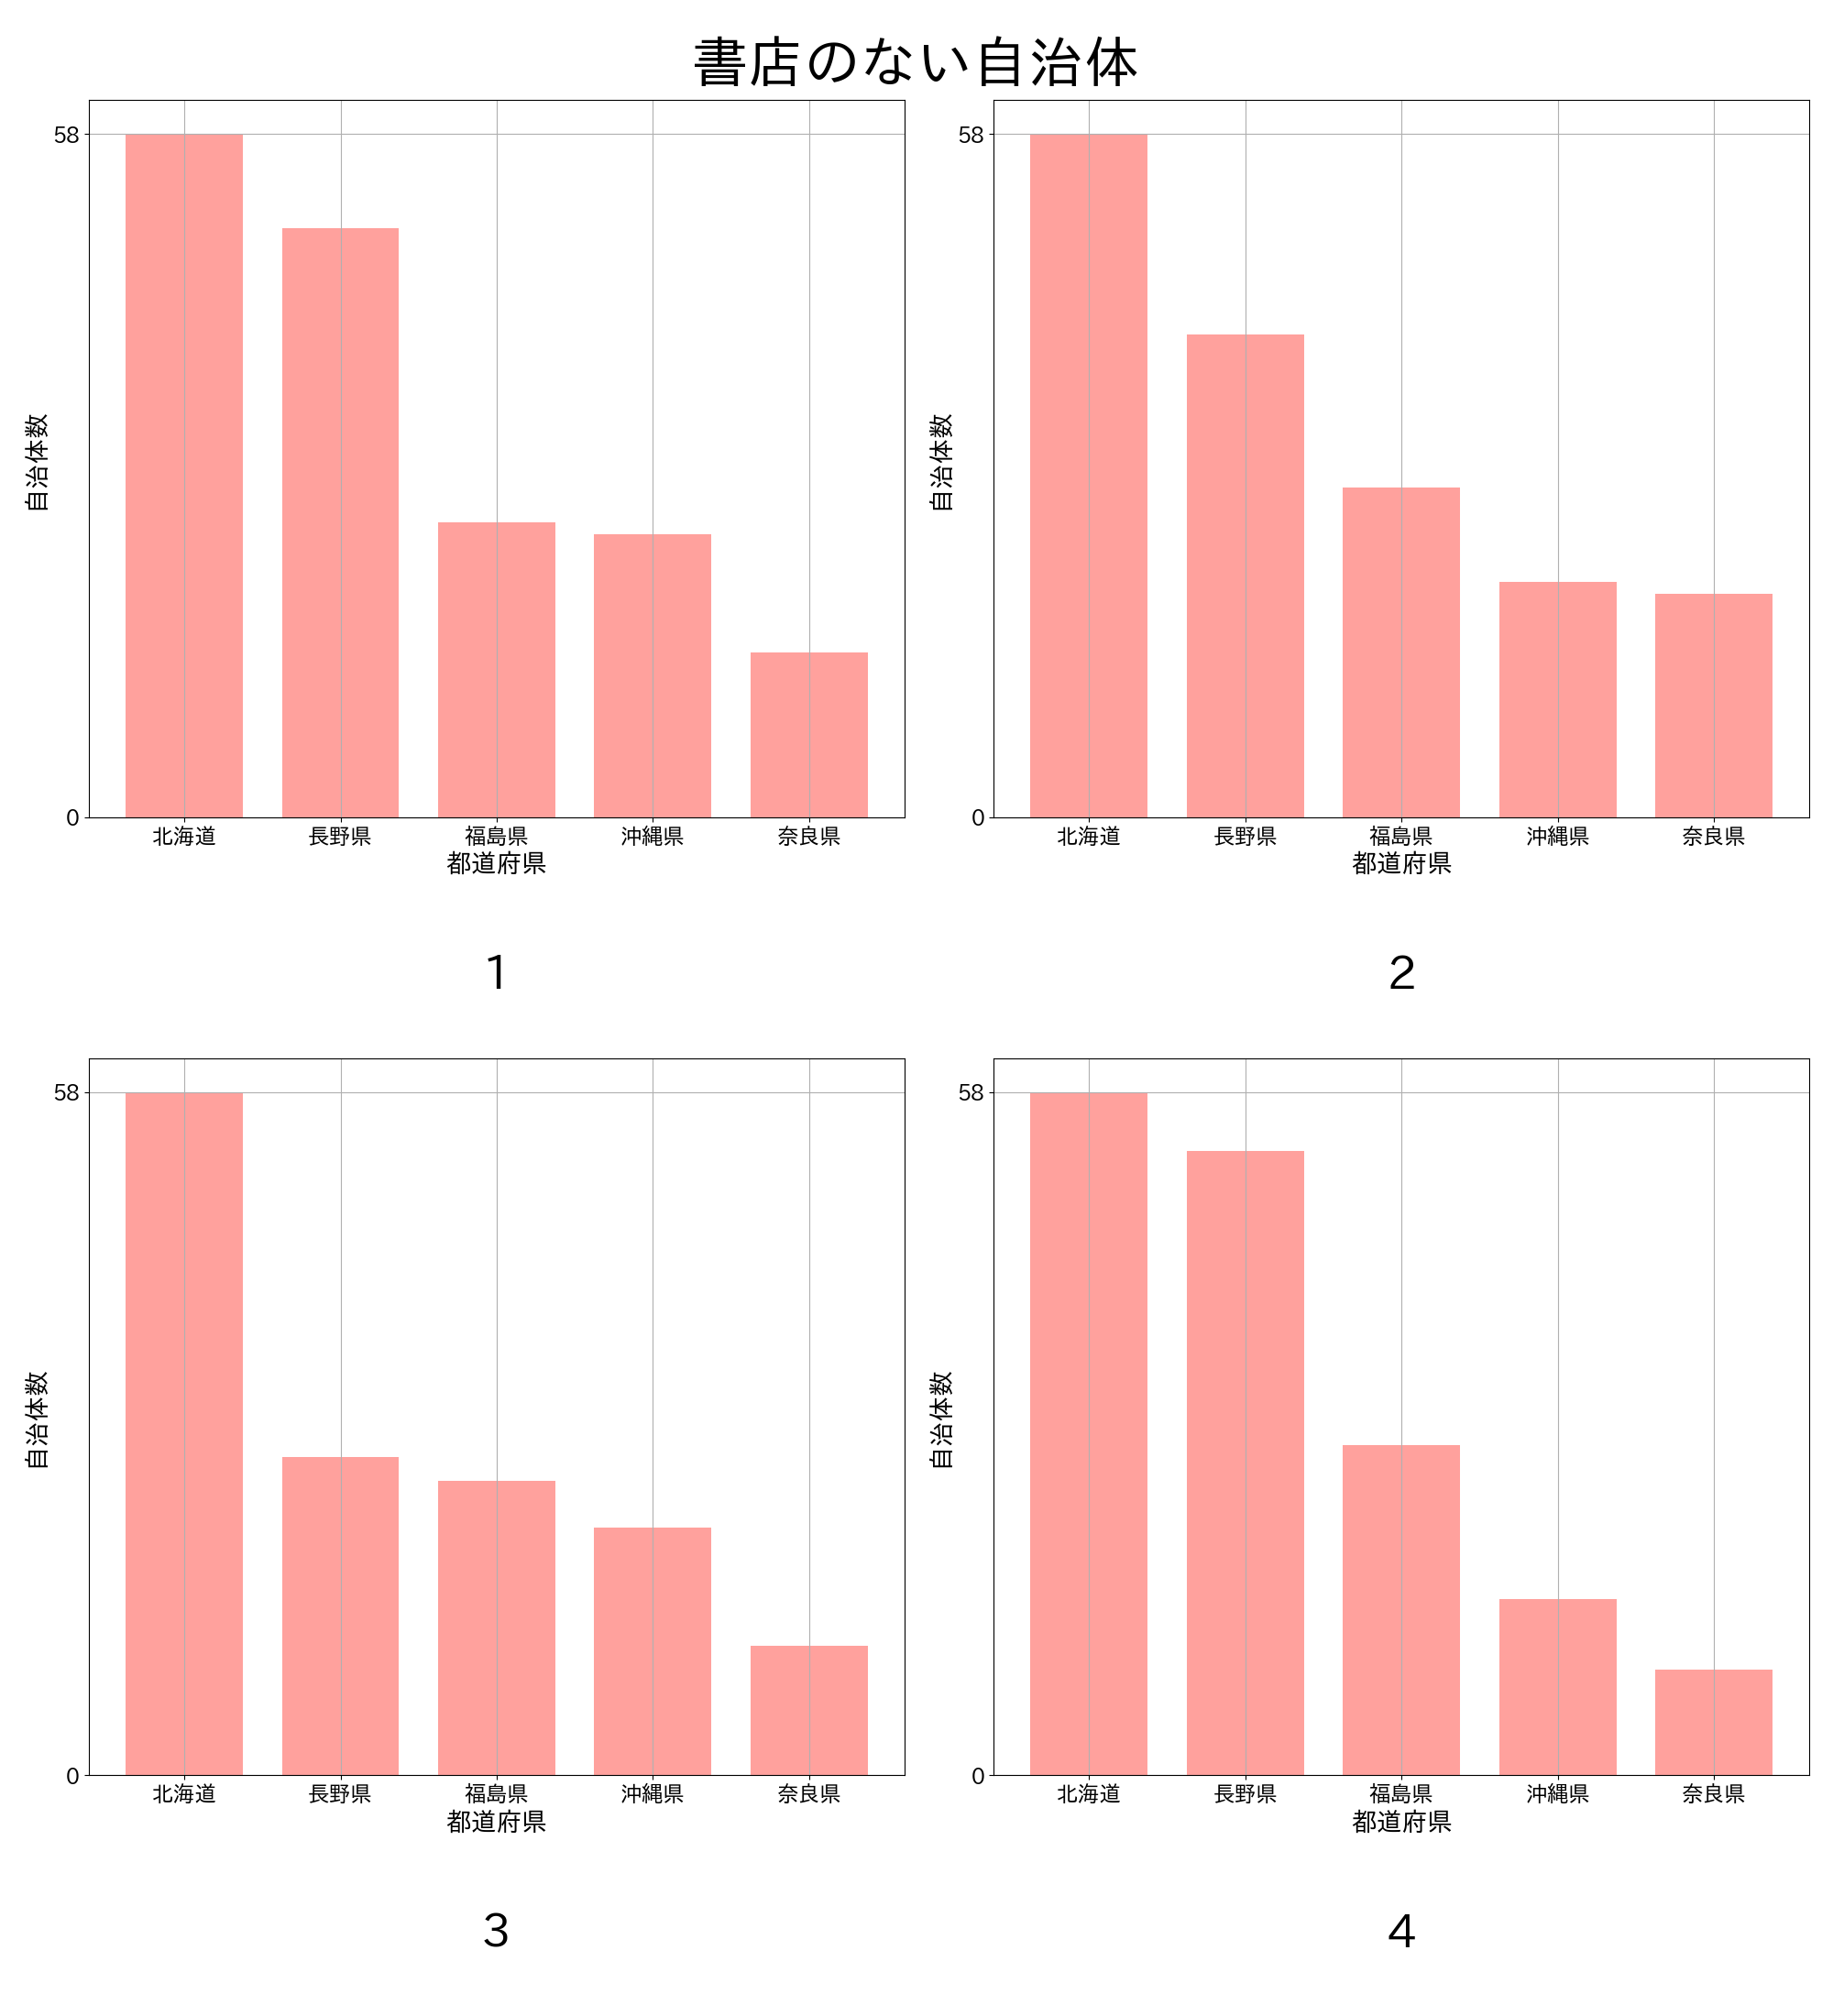 書店のない自治体
58
0
自治体数
北海道 長野県 福島県 沖縄県 奈良県
都道府県
1
58
0
自治体数
北海道 長野県 福島県 沖縄県 奈良県
都道府県
2
58
0
自治体数
北海道 長野県 福島県 沖縄県 奈良県
都道府県
3
58
0
自治体数
北海道 長野県 福島県 沖縄県 奈良県
都道府県
4